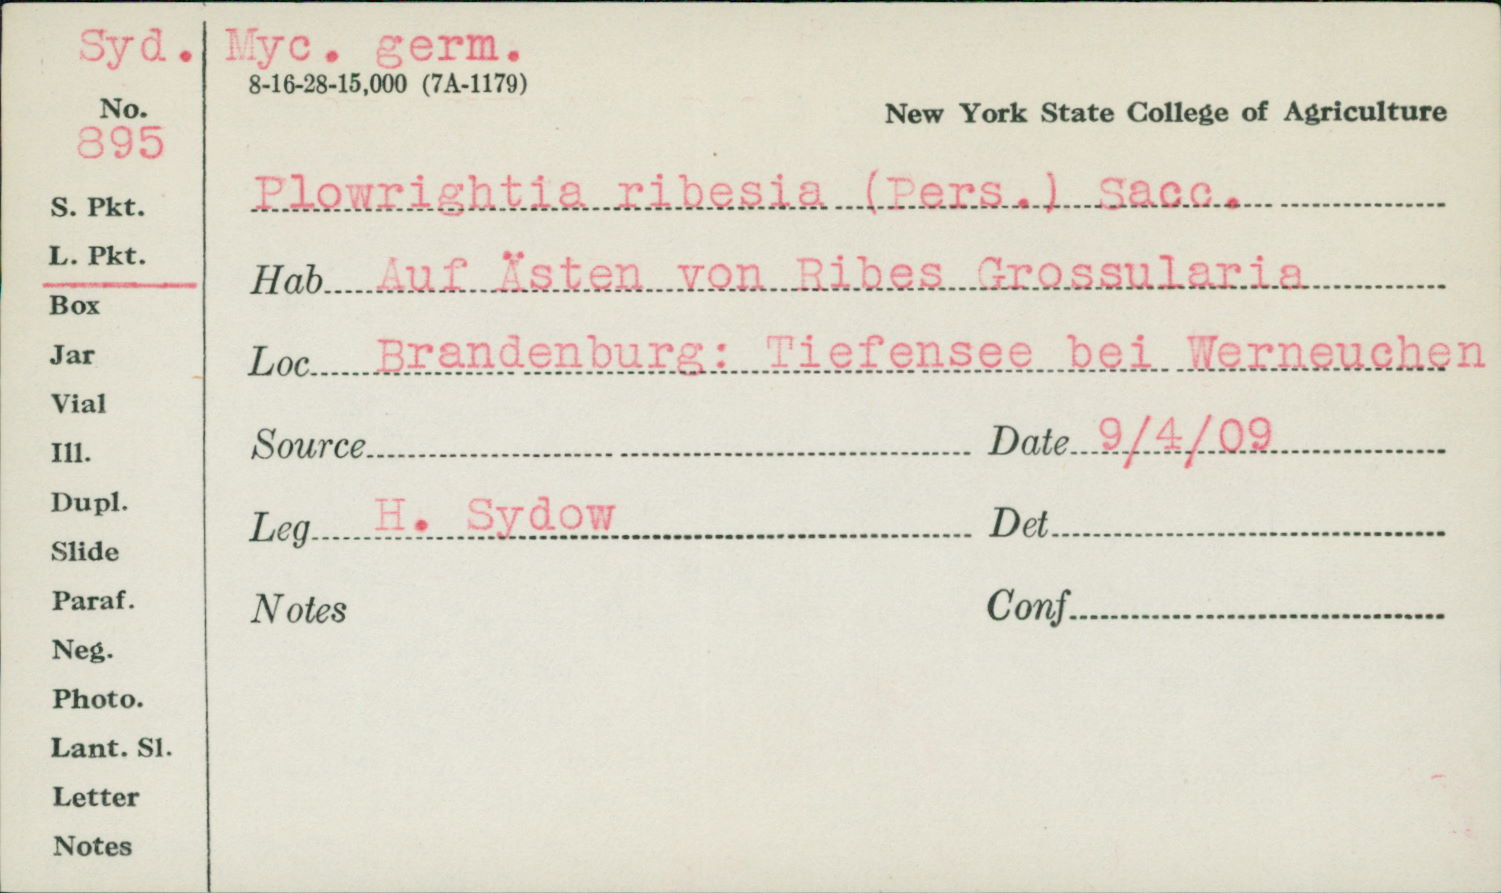 Syd. Myc. germ.
8-16-28-15,000 (7A-1179)
No.
895
New York State College of Agriculture
Plowrightia ribesia (Pers.) Sacc.
S. Pkt.
L. Pkt.
Hab. Auf Ästen von Ribes Grossularia
Box
Jar
Loc. Brandenburg: Tiefensee bei Werneuchen
Vial
Ill.
Source
Date 9/4/09
Dupl.
Leg. H. Sydow
Det
Slide
Paraf.
Notes
Conf
Neg.
Photo.
Lant. Sl.
Letter
Notes